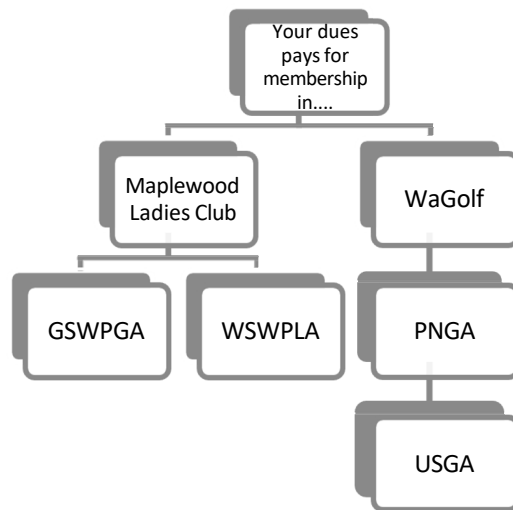 Your dues
pays for
membership
in....
Maplewood
Ladies Club
WaGolf
GSWPGA
WSWPLA
PNGA
USGA